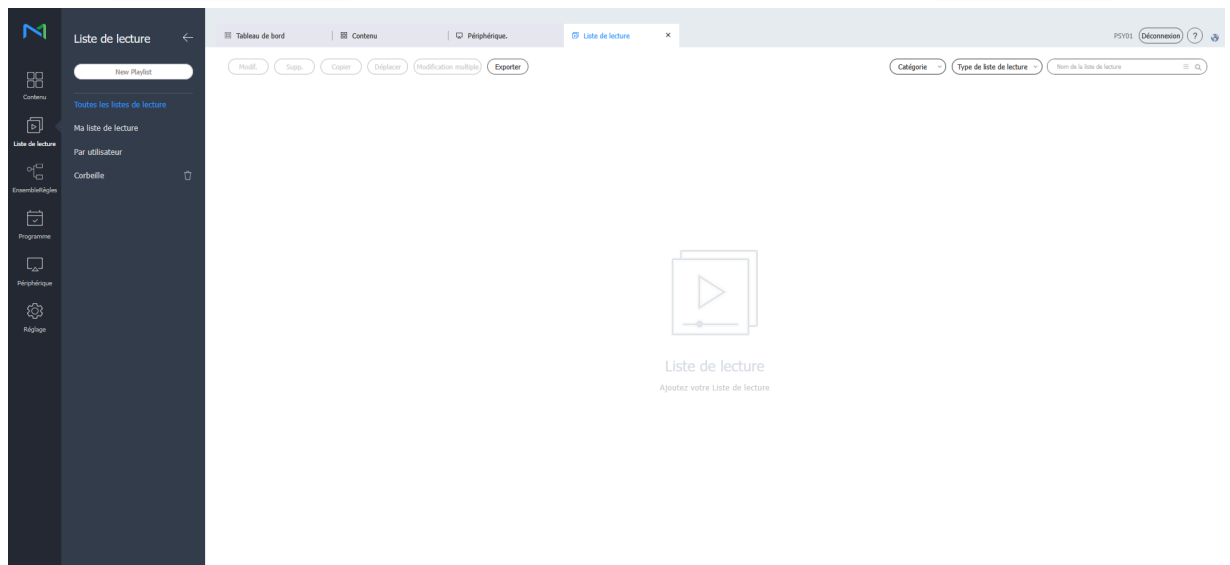 Contenu
Liste de lecture
EnsembleRègles
Programme
Périphérique
Réglage
Liste de lecture
New Playlist
Toutes les listes de lecture
Ma liste de lecture
Par utilisateur
Corbeille
Tableau de bord
Contenu
Périphérique.
Liste de lecture
PSY01 Déconnexion ?
Modif. Supp. Copier Déplacer Modification multiple Exporter
Catégorie Type de liste de lecture Nom de la liste de lecture
Liste de lecture
Ajoutez votre Liste de lecture